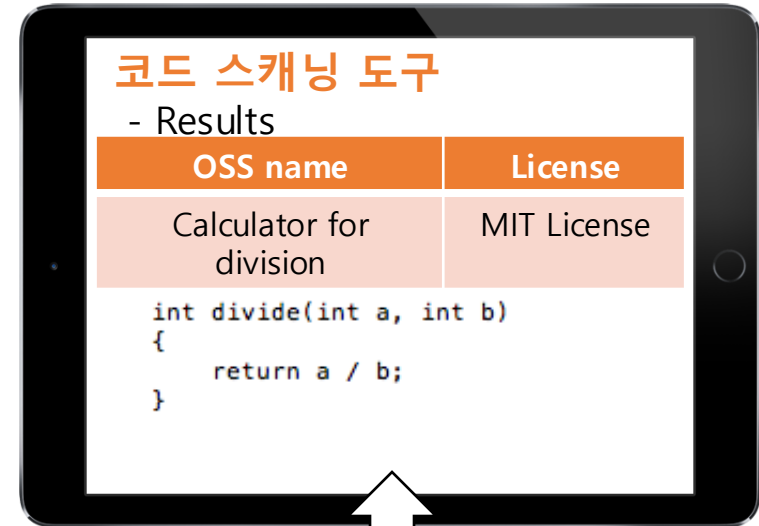 코드 스캐닝 도구
- Results
OSS name License
Calculator for MIT License
division
int divide(int a, int b)
{
    return a / b;
}